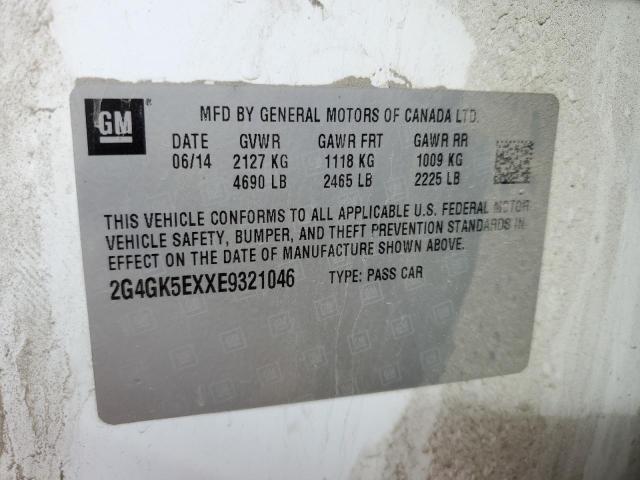 GM
MFD BY GENERAL MOTORS OF CANADA LTD.
DATE GVWR GAWR FRT GAWR RR
06/14 2127 KG 1118 KG 1009 KG
4690 LB 2465 LB 2225 LB
THIS VEHICLE CONFORMS TO ALL APPLICABLE U.S. FEDERAL MOTOR
VEHICLE SAFETY, BUMPER, AND THEFT PREVENTION STANDARDS IN
EFFECT ON THE DATE OF MANUFACTURE SHOWN ABOVE.
2G4GK5EXXE9321046 TYPE: PASS CAR